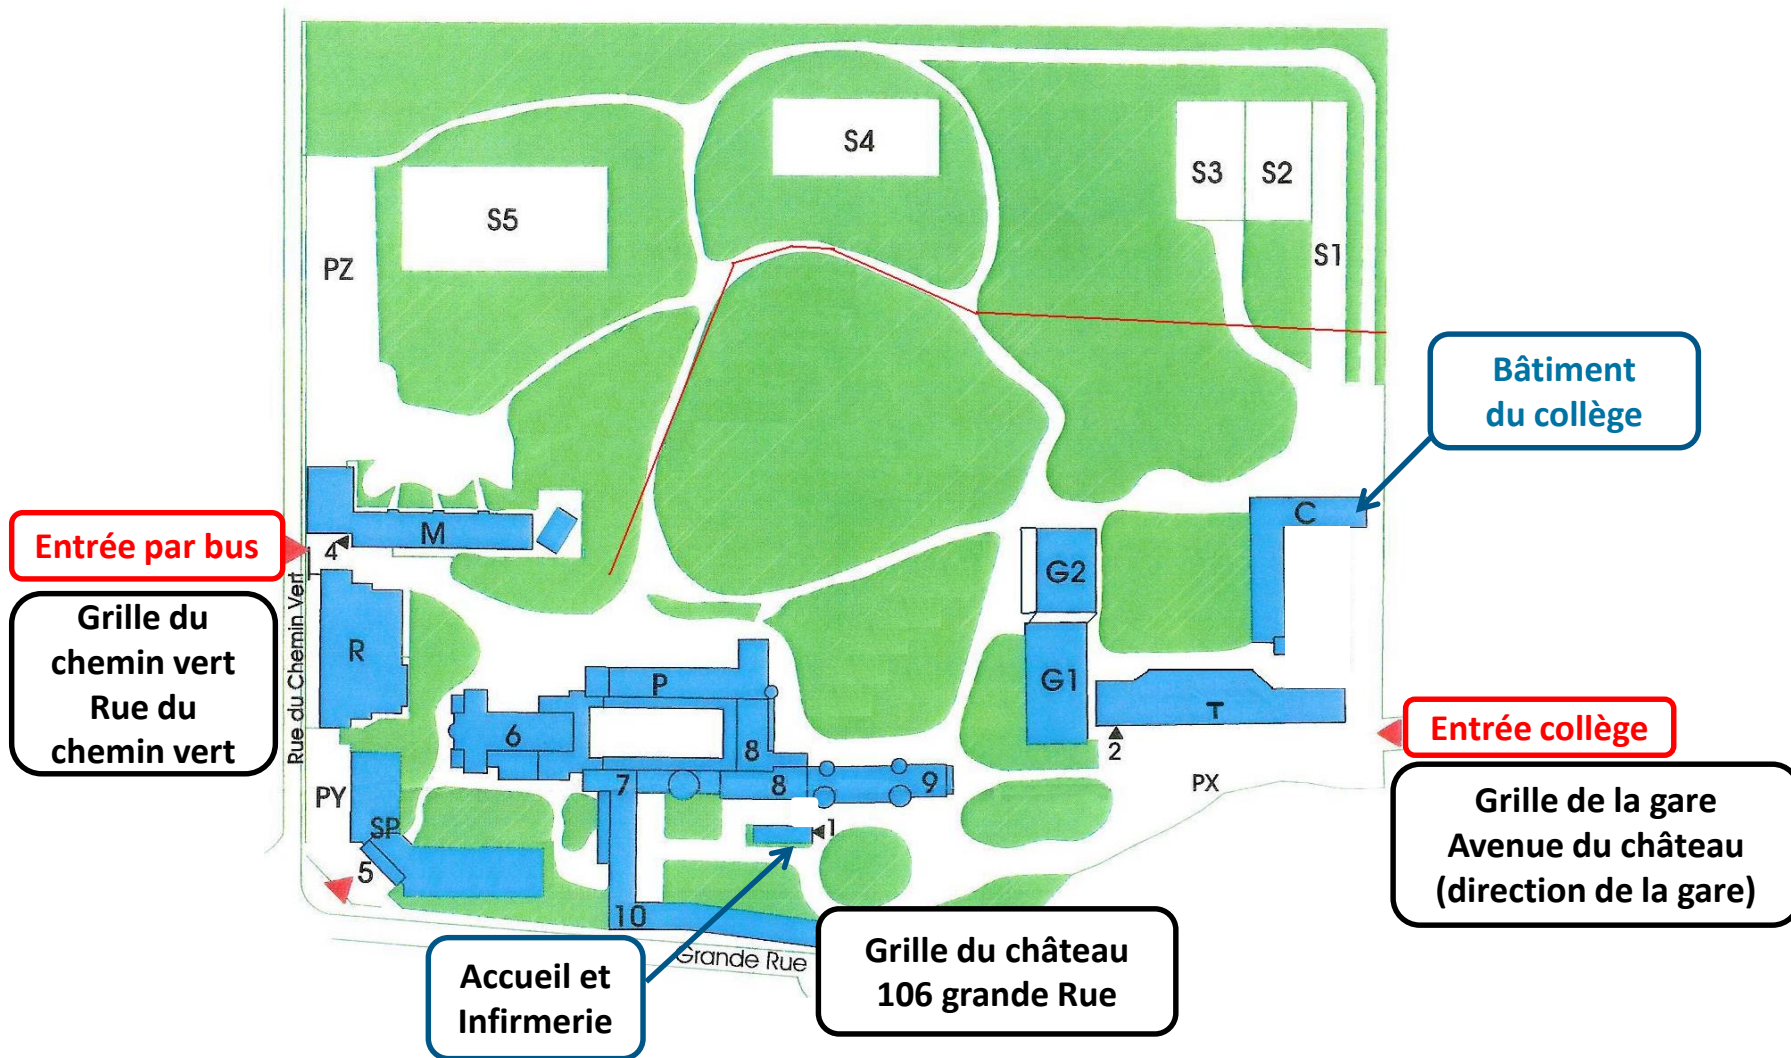 S4
S3
S2
S5
S1
PZ
Bâtiment
du collège
C
M
Entrée par bus
4
G2
Rue du Chemin Vert
Grille du
chemin vert
Rue du
chemin vert
R
P
G1
T
6
8
2
Entrée collège
7
8
9
PX
PY
SP
1
5
Grille de la gare
Avenue du château
(direction de la gare)
10
Grande Rue
Accueil et
Infirmerie
Grille du château
106 grande Rue